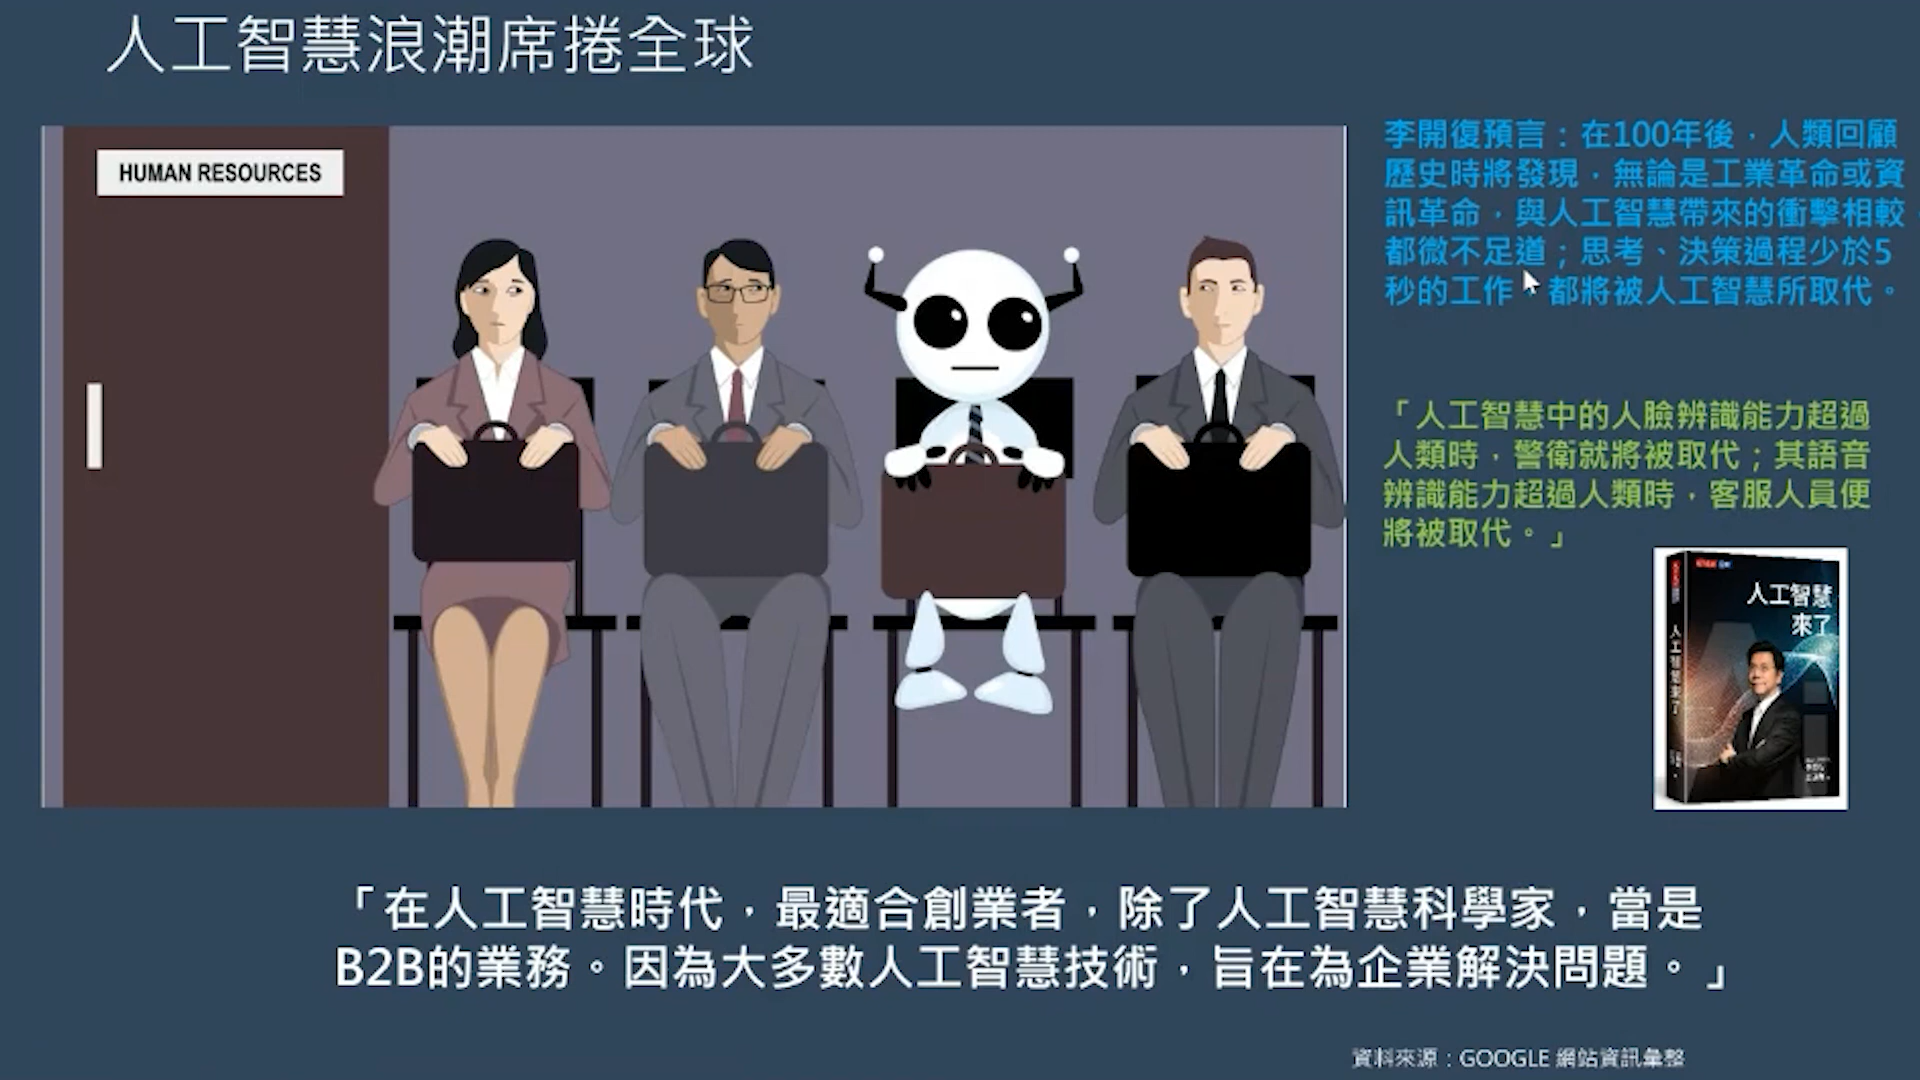 人工智慧浪潮席捲全球
HUMAN RESOURCES
李開復預言：在100年後，人類回顧
歷史時將發現，無論是工業革命或資
訊革命，與人工智慧帶來的衝擊相較
都微不足道；思考、決策過程少於5
秒的工作，都將被人工智慧所取代。
「人工智慧中的人臉辨識能力超過
人類時，警衛就將被取代；其語音
辨識能力超過人類時，客服人員便
將被取代。」
人工智慧
來了
人工智慧來了
「在人工智慧時代，最適合創業者，除了人工智慧科學家，當是
B2B的業務。因為大多數人工智慧技術，旨在為企業解決問題。」
資料來源：GOOGLE 網站資訊彙整